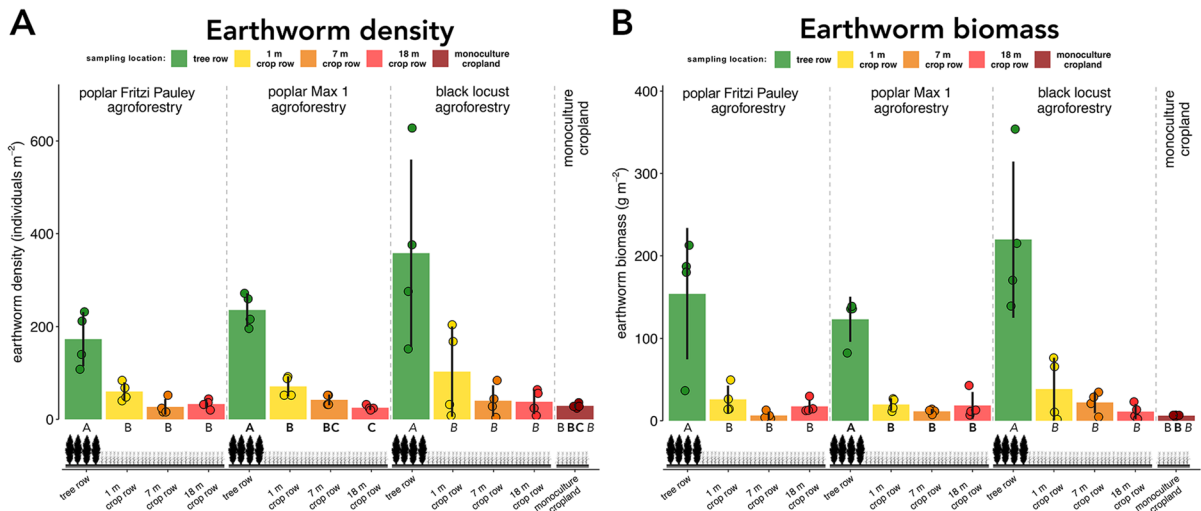 A Earthworm density
sampling location: tree row 1 m crop row 7 m crop row 18 m crop row monoculture cropland
poplar Fritzi Pauley agroforestry
poplar Max 1 agroforestry
black locust agroforestry
monoculture cropland
earthworm density (individuals m⁻²)
600
400
200
0
A B B B A B BC C A B B B B BC B
tree row
1 m crop row
7 m crop row
18 m crop row
tree row
1 m crop row
7 m crop row
18 m crop row
tree row
1 m crop row
7 m crop row
18 m crop row
monoculture cropland
B Earthworm biomass
sampling location: tree row 1 m crop row 7 m crop row 18 m crop row monoculture cropland
poplar Fritzi Pauley agroforestry
poplar Max 1 agroforestry
black locust agroforestry
monoculture cropland
earthworm biomass (g m⁻²)
400
300
200
100
0
A B B B A B B B A B B B B B B
tree row
1 m crop row
7 m crop row
18 m crop row
tree row
1 m crop row
7 m crop row
18 m crop row
tree row
1 m crop row
7 m crop row
18 m crop row
monoculture cropland